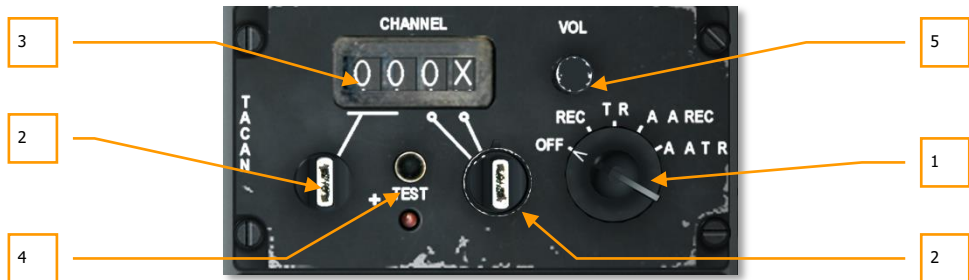 CHANNEL
VOL
3
5
000X
TACAN
REC
T R
A A REC
OFF
A A T R
2
1
+
TEST
4
2